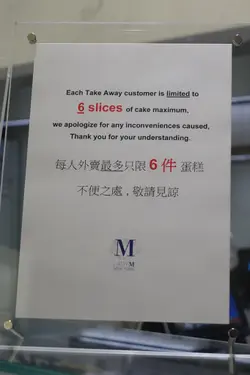 Each Take Away customer is limited to
6 slices of cake maximum,
we apologize for any inconveniences caused,
Thank you for your understanding.
每人外賣最多只限 6 件 蛋糕
不便之處，敬請見諒
M